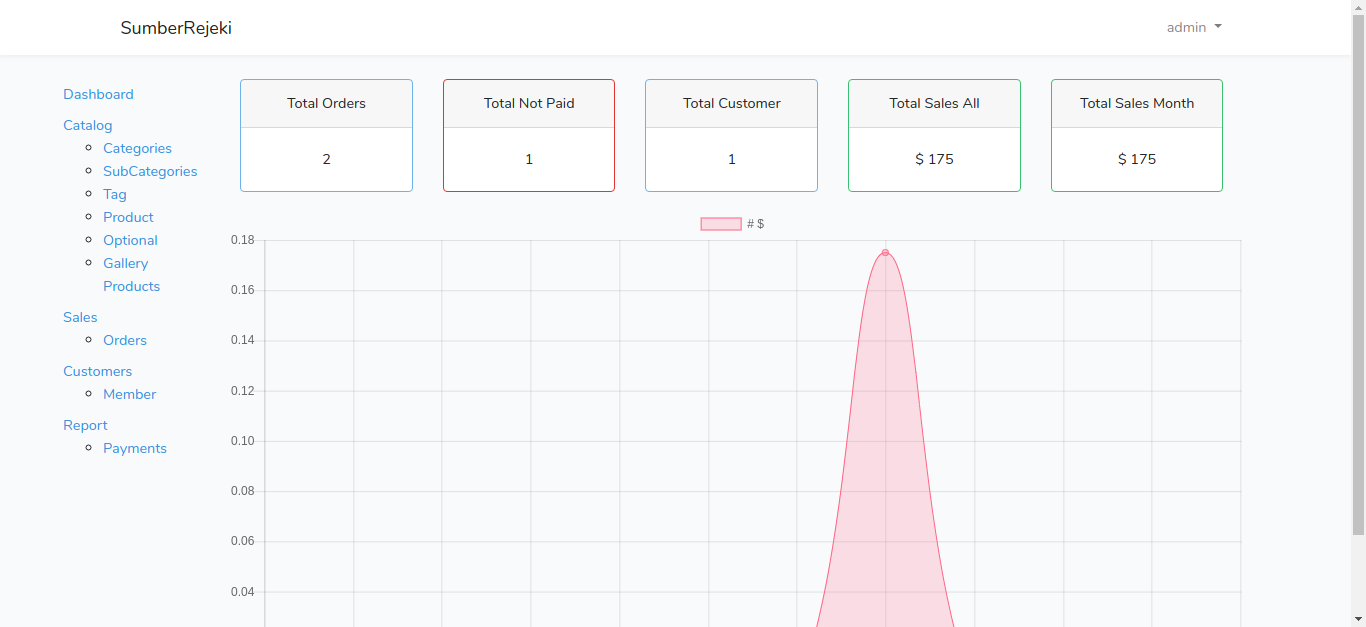 SumberRejeki
admin
Dashboard
Catalog
Categories
SubCategories
Tag
Product
Optional
Gallery
Products
Sales
Orders
Customers
Member
Report
Payments
Total Orders
2
Total Not Paid
1
Total Customer
1
Total Sales All
$ 175
Total Sales Month
$ 175
# $
0.18
0.16
0.14
0.12
0.10
0.08
0.06
0.04